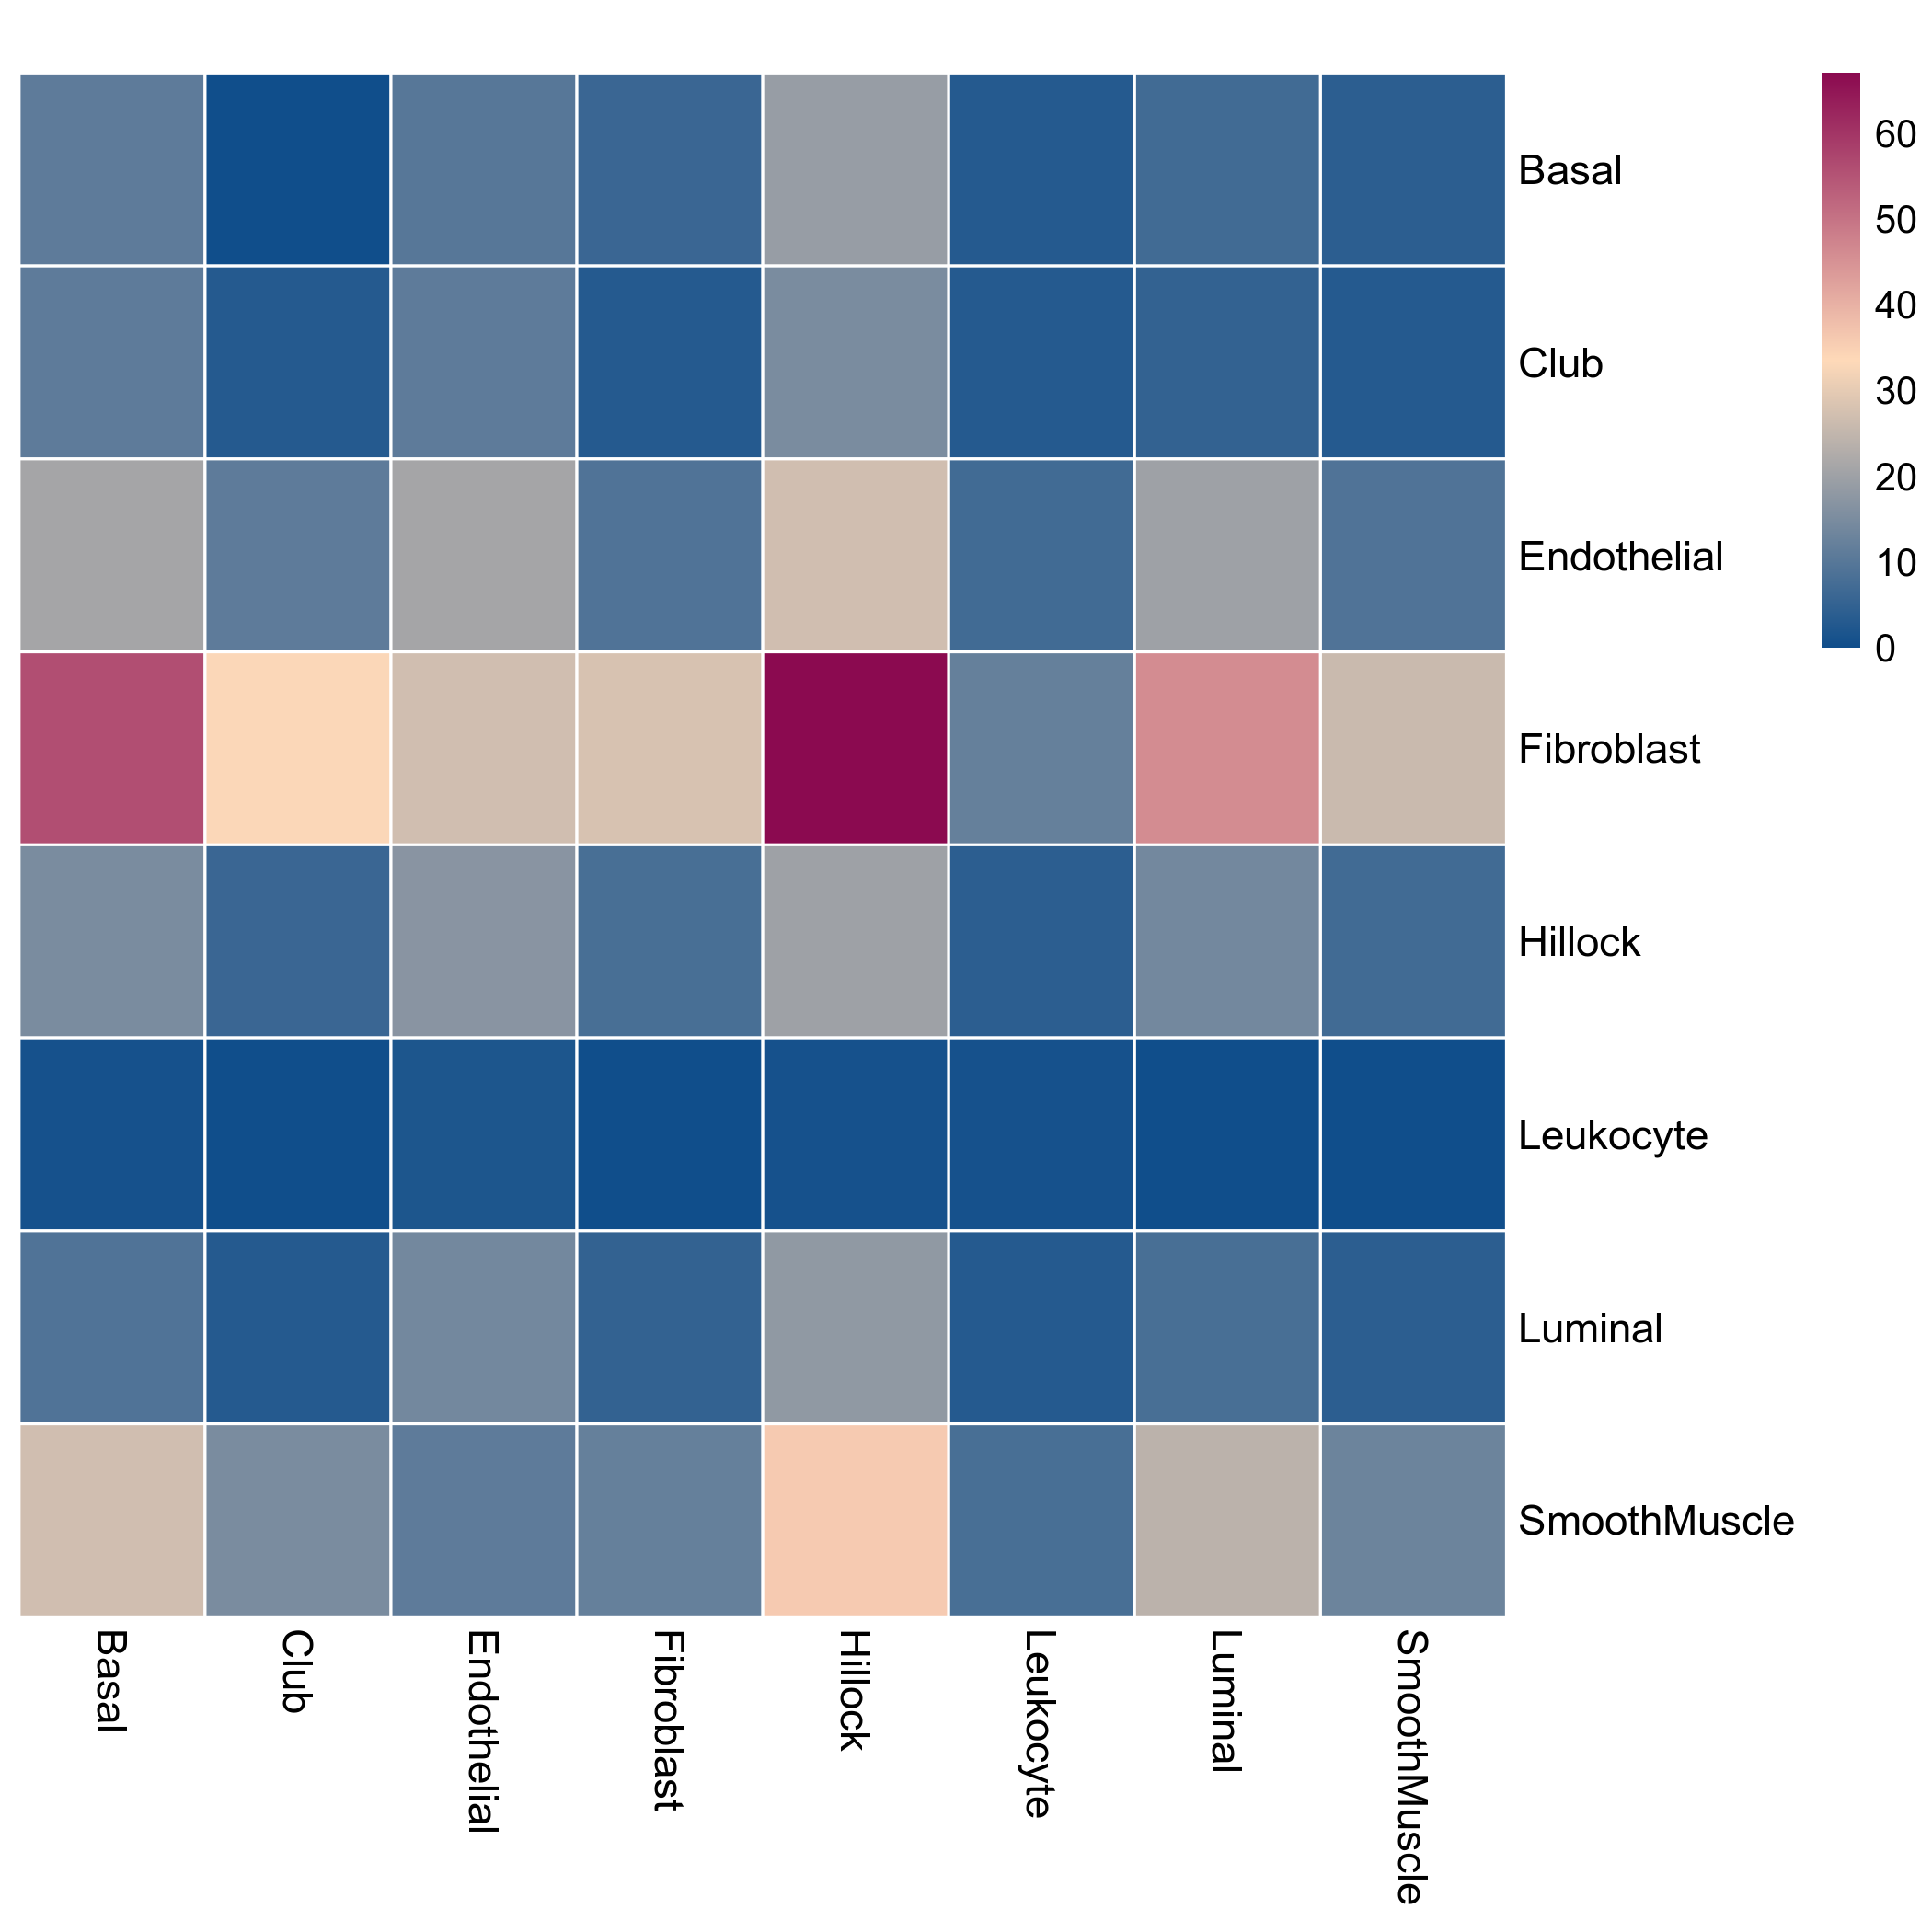 Basal
Club
Endothelial
Fibroblast
Hillock
Leukocyte
Luminal
SmoothMuscle
60
50
40
30
20
10
0
Basal
Club
Endothelial
Fibroblast
Hillock
Leukocyte
Luminal
SmoothMuscle